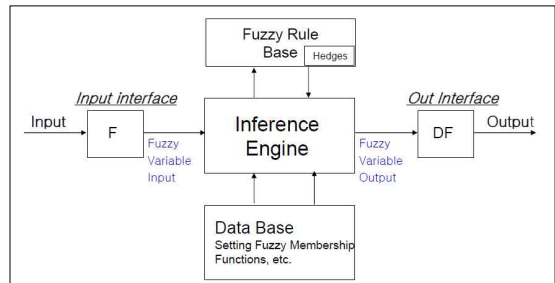 Fuzzy Rule
Base
Hedges
Input interface
Out Interface
Input
F
Fuzzy
Variable
Input
Inference
Engine
Fuzzy
Variable
Output
DF
Output
Data Base
Setting Fuzzy Membership
Functions, etc.